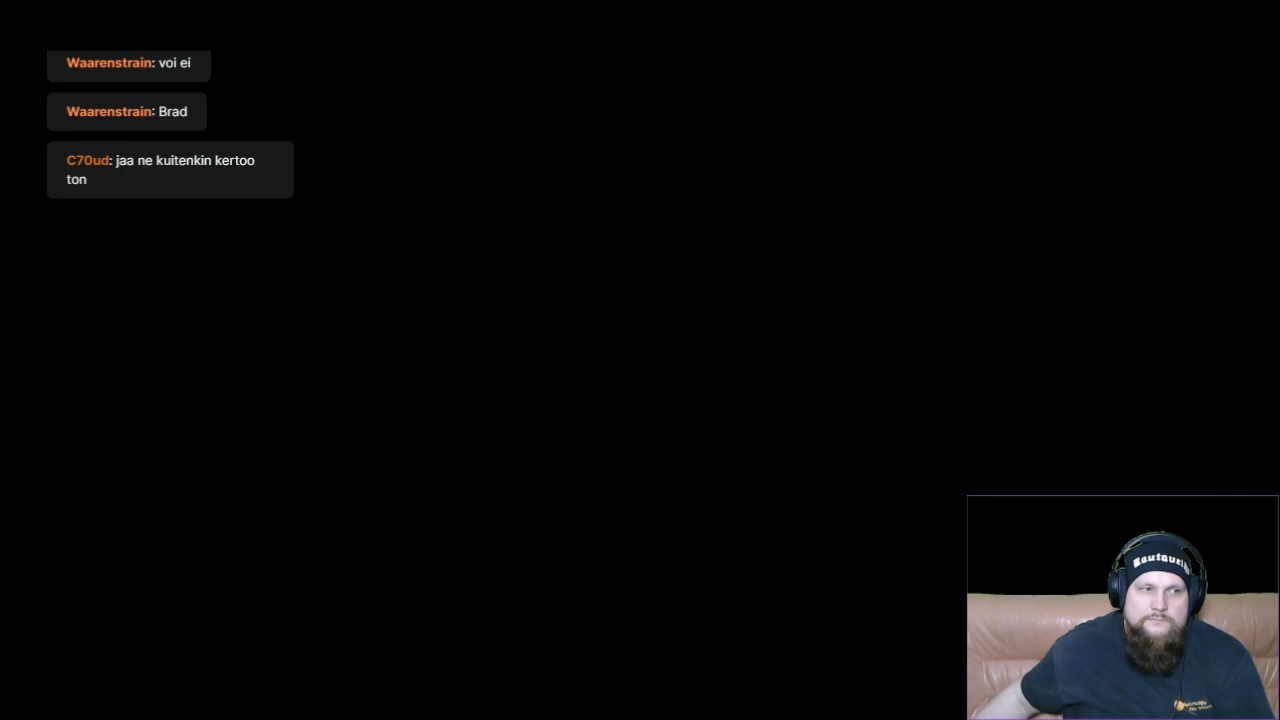 Waarenstrain: voi ei
Waarenstrain: Brad
C70ud: jaa ne kuitenkin kertoo
ton